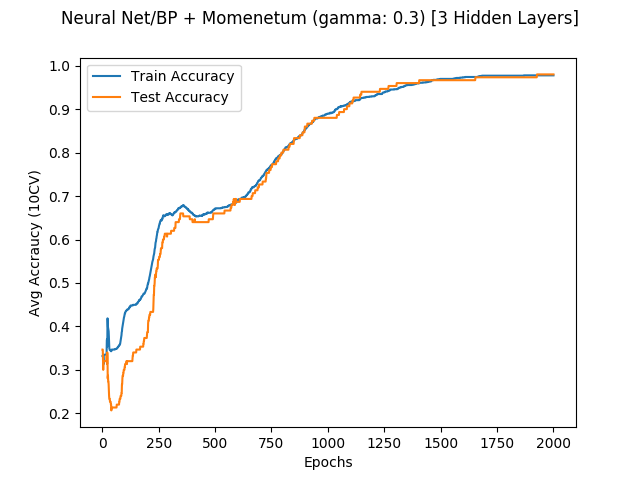 Neural Net/BP + Momenetum (gamma: 0.3) [3 Hidden Layers]
Train Accuracy
Test Accuracy
1.0
0.9
0.8
0.7
0.6
0.5
0.4
0.3
0.2
Avg Accraucy (10CV)
0 250 500 750 1000 1250 1500 1750 2000
Epochs